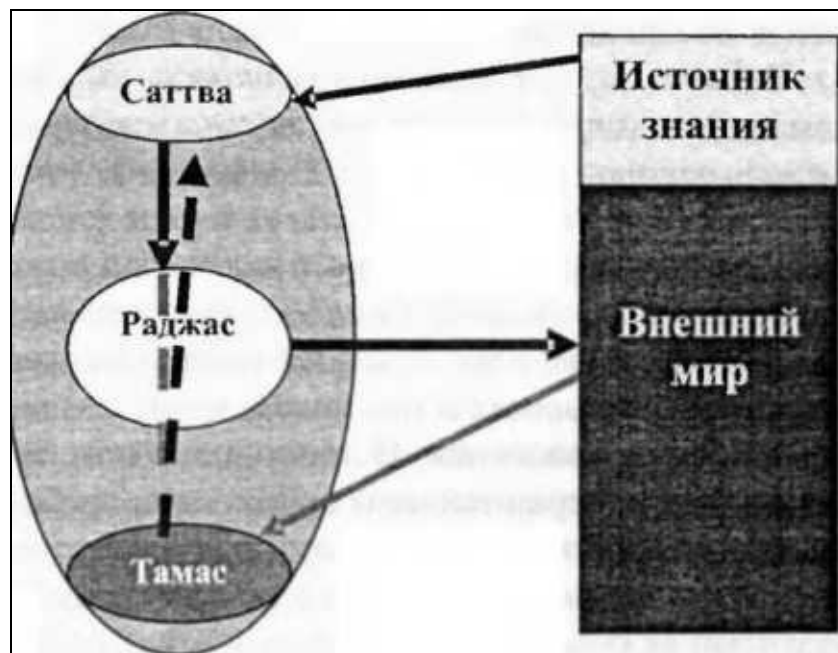 Саттва
Источник
знания
Раджас
Внешний
мир
Тамас